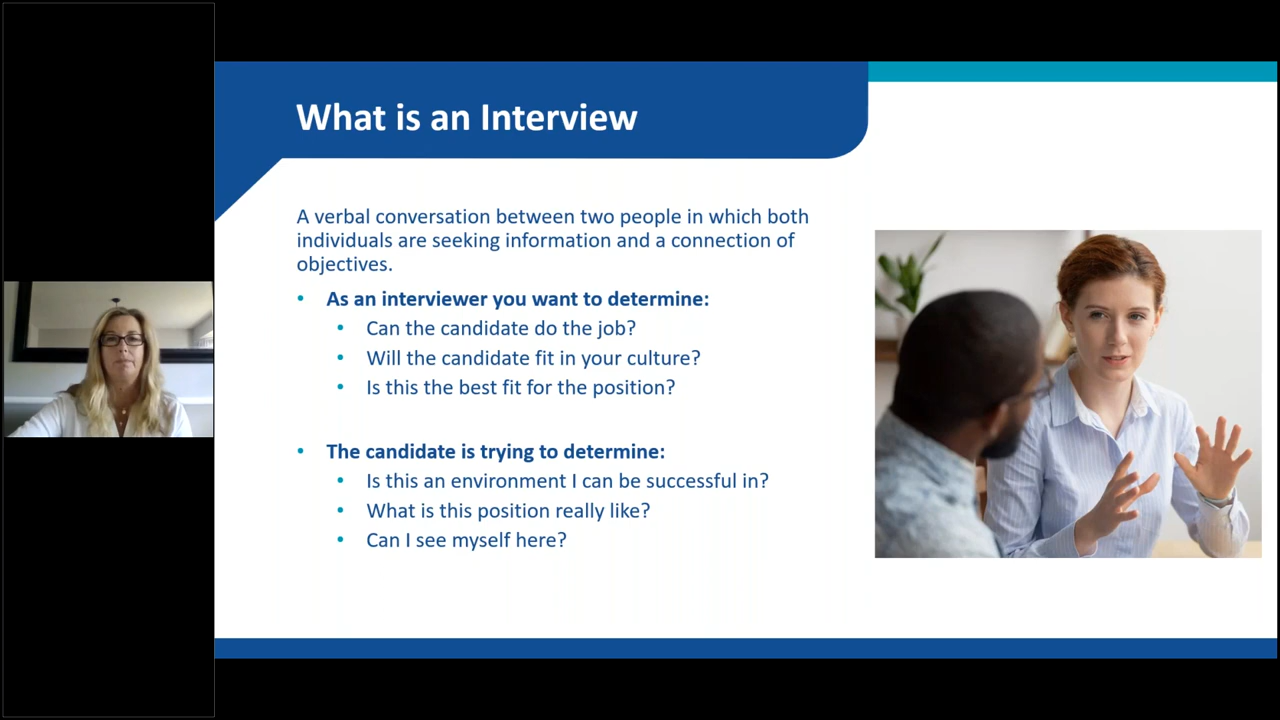 What is an Interview
A verbal conversation between two people in which both
individuals are seeking information and a connection of
objectives.
• As an interviewer you want to determine:
• Can the candidate do the job?
• Will the candidate fit in your culture?
• Is this the best fit for the position?
• The candidate is trying to determine:
• Is this an environment I can be successful in?
• What is this position really like?
• Can I see myself here?